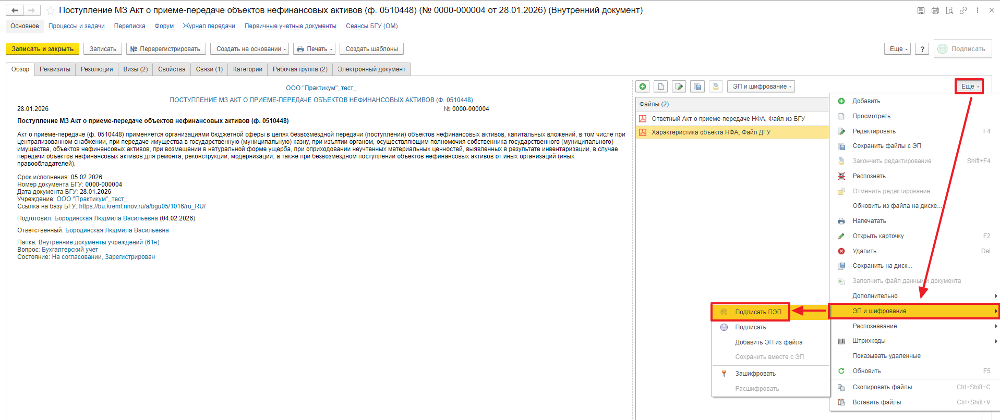 Поступление МЗ Акт о приеме-передаче объектов нефинансовых активов (ф. 0510448) (№ 0000-000004 от 28.01.2026) (Внутренний документ)
Основное Процессы и задачи Переписка Форум Журнал передачи Первичные учетные документы Сеансы БГУ (ОМ)
Записать и закрыть Записать № Перерегистрировать Создать на основании Печать Создать шаблоны Еще ? Подписать
Обзор Реквизиты Резолюции Визы (2) Свойства Связи (1) Категории Рабочая группа (2) Электронный документ
ООО "Практикум"_тест_
ПОСТУПЛЕНИЕ МЗ АКТ О ПРИЕМЕ-ПЕРЕДАЧЕ ОБЪЕКТОВ НЕФИНАНСОВЫХ АКТИВОВ (Ф. 0510448)
28.01.2026 № 0000-000004
Поступление МЗ Акт о приеме-передаче объектов нефинансовых активов (ф. 0510448)
Акт о приеме-передаче (ф. 0510448) применяется организациями бюджетной сферы в целях безвозмездной передачи (поступлении) объектов нефинансовых активов, капитальных вложений, в том числе при
централизованном снабжении, при передаче имущества в государственную (муниципальную) казну, при изъятии органом, осуществляющим полномочия собственника государственного (муниципального)
имущества, объектов нефинансовых активов, при возмещении в натуральной форме ущерба, при оприходовании неучтенных материальных ценностей, выявленных в результате инвентаризации, в случае
передачи объектов нефинансовых активов для ремонта, реконструкции, модернизации, а также при безвозмездном поступлении объектов нефинансовых активов от иных организаций (иных
правообладателей).
Срок исполнения: 05.02.2026
Номер документа БГУ: 0000-000004
Дата документа БГУ: 28.01.2026
Учреждение: ООО "Практикум"_тест_
Ссылка на базу БГУ: https://bu.kreml.nnov.ru/a/bgu05/1016/ru_RU/
Подготовил: Бородинская Людмила Васильевна (04.02.2026)
Ответственный: Бородинская Людмила Васильевна
Папка: Внутренние документы учреждений (61н)
Вопрос: Бухгалтерский учет
Состояние: На согласовании, Зарегистрирован
ЭП и шифрование Еще
Файлы (2)
Ответный Акт о приеме-передаче НФА, Файл из БГУ
Характеристика объекта НФА, Файл ДГУ
Добавить
Просмотреть
Редактировать F4
Сохранить файлы с ЭП
Закончить редактирование Shift+F4
Распознать...
Отменить редактирование
Обновить из файла на диске...
Напечатать
Открыть карточку F2
Удалить Del
Сохранить на диск...
Заполнить файл данными документа
Дополнительно
ЭП и шифрование
Распознавание
Штрихкоды
Показывать удаленные
Обновить F5
Скопировать файлы Ctrl+Shift+C
Вставить файлы Ctrl+Shift+V
Подписать ПЭП
Подписать
Добавить ЭП из файла
Сохранить вместе с ЭП
Зашифровать
Расшифровать